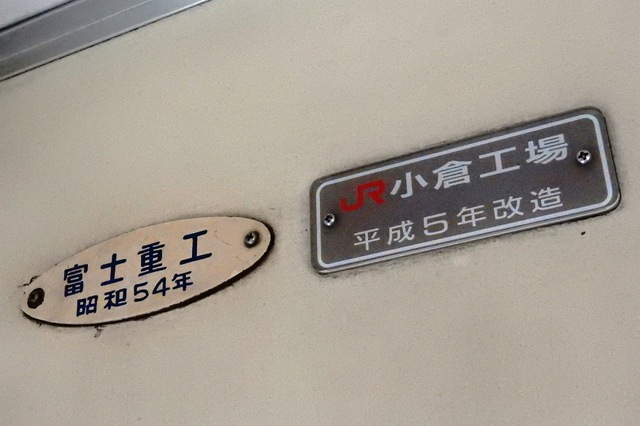 富士重工
昭和54年
JR小倉工場
平成5年改造